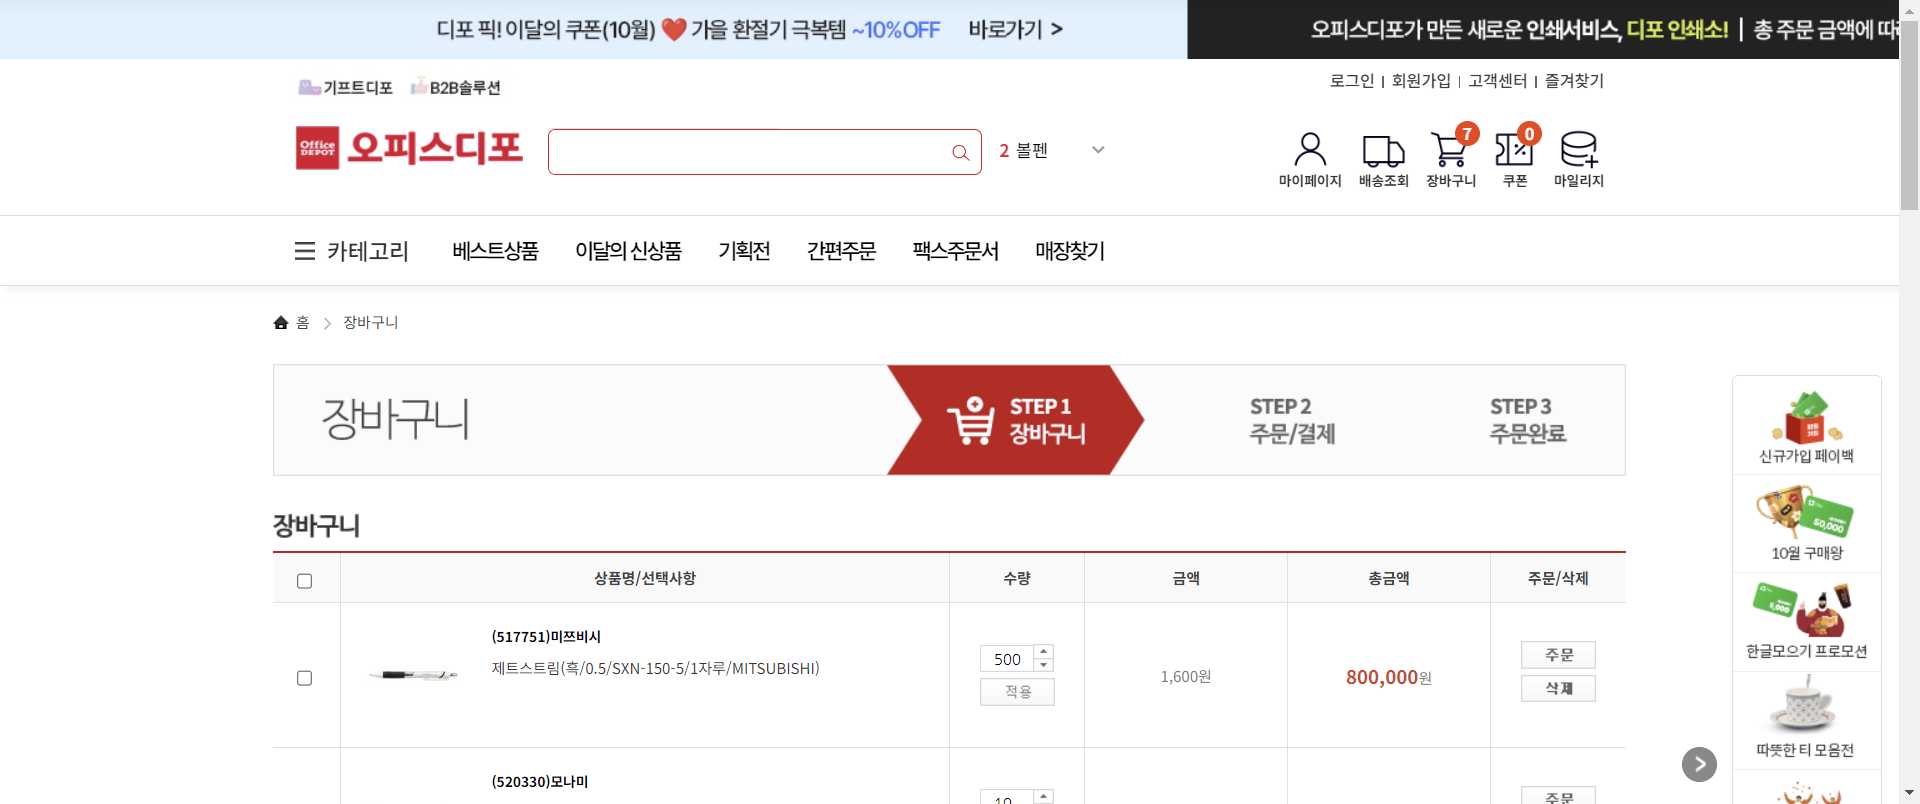 디포 픽! 이달의 쿠폰(10월) ❤️ 가을 환절기 극복템 ~10%OFF 바로가기 >
오피스디포가 만든 새로운 인쇄서비스, 디포 인쇄소! | 총 주문 금액에 따
기프트디포 B2B솔루션
로그인 | 회원가입 | 고객센터 | 즐겨찾기
Office DEPOT 오피스디포
2 볼펜
7
0
마이페이지 배송조회 장바구니 쿠폰 마일리지
카테고리 베스트상품 이달의 신상품 기획전 간편주문 팩스주문서 매장찾기
홈 > 장바구니
장바구니
STEP 1
장바구니
STEP 2
주문/결제
STEP 3
주문완료
장바구니
상품명/선택사항 수량 금액 총금액 주문/삭제
(517751)미쯔비시
제트스트림(흑/0.5/SXN-150-5/1자루/MITSUBISHI)
500
적용
1,600원
800,000원
주문
삭제
(520330)모나미
10
주문
신규가입 페이백
50,000
10월 구매왕
5,000
한글모으기 프로모션
따뜻한 티 모음전